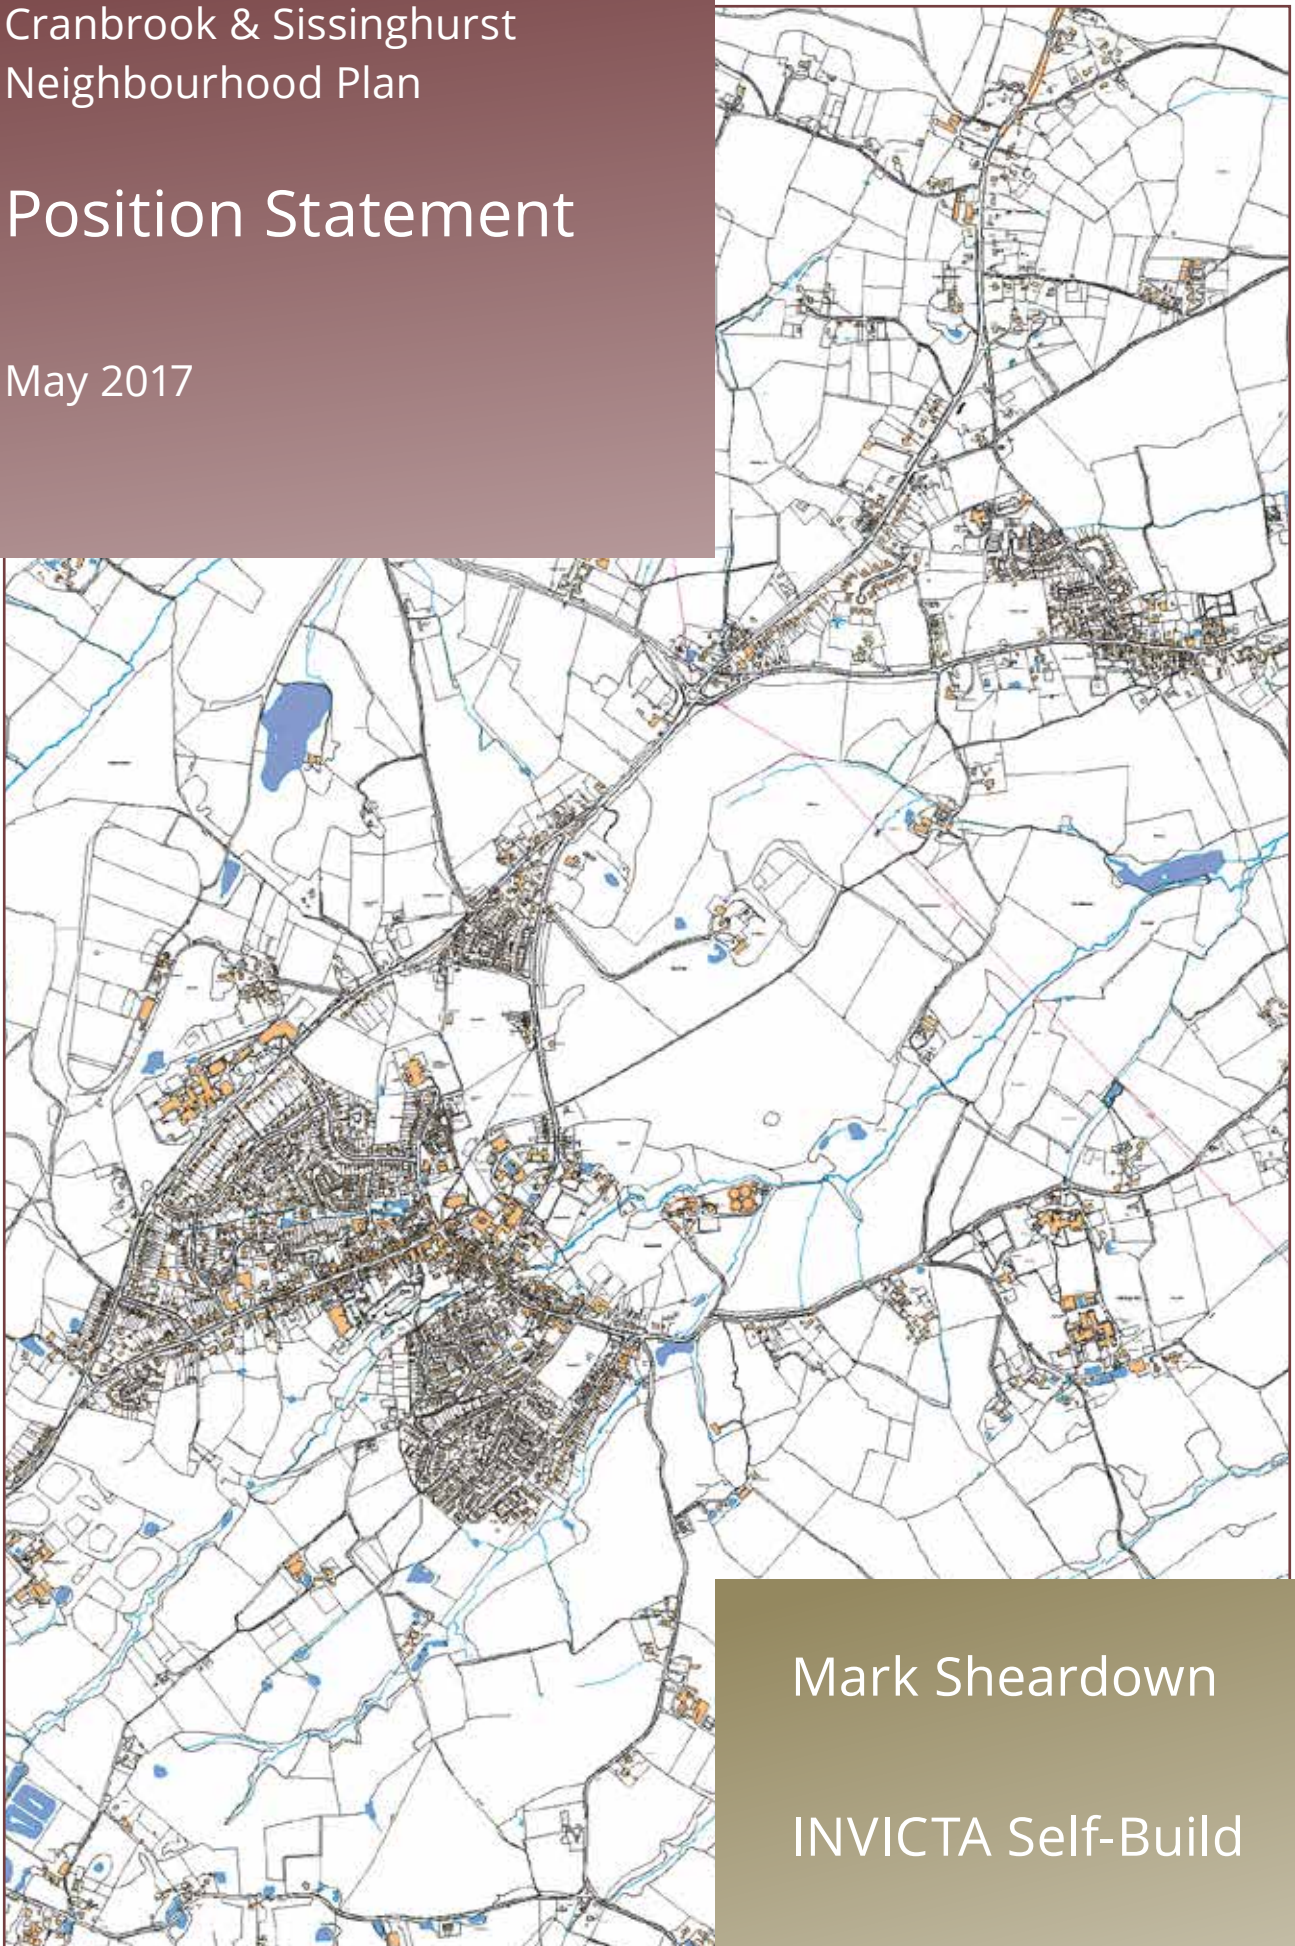 Cranbrook & Sissinghurst
Neighbourhood Plan
Position Statement
May 2017
Mark Sheardown
INVICTA Self-Build